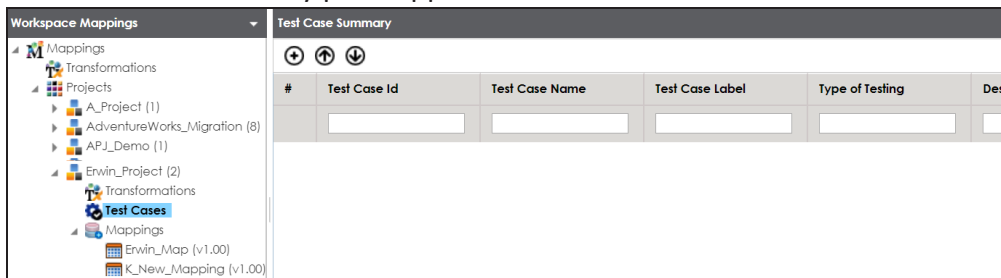 Workspace Mappings
Mappings
Transformations
Projects
A_Project (1)
AdventureWorks_Migration (8)
APJ_Demo (1)
Erwin_Project (2)
Transformations
Test Cases
Mappings
Erwin_Map (v1.00)
K_New_Mapping (v1.00)
Test Case Summary
# Test Case Id Test Case Name Test Case Label Type of Testing Des